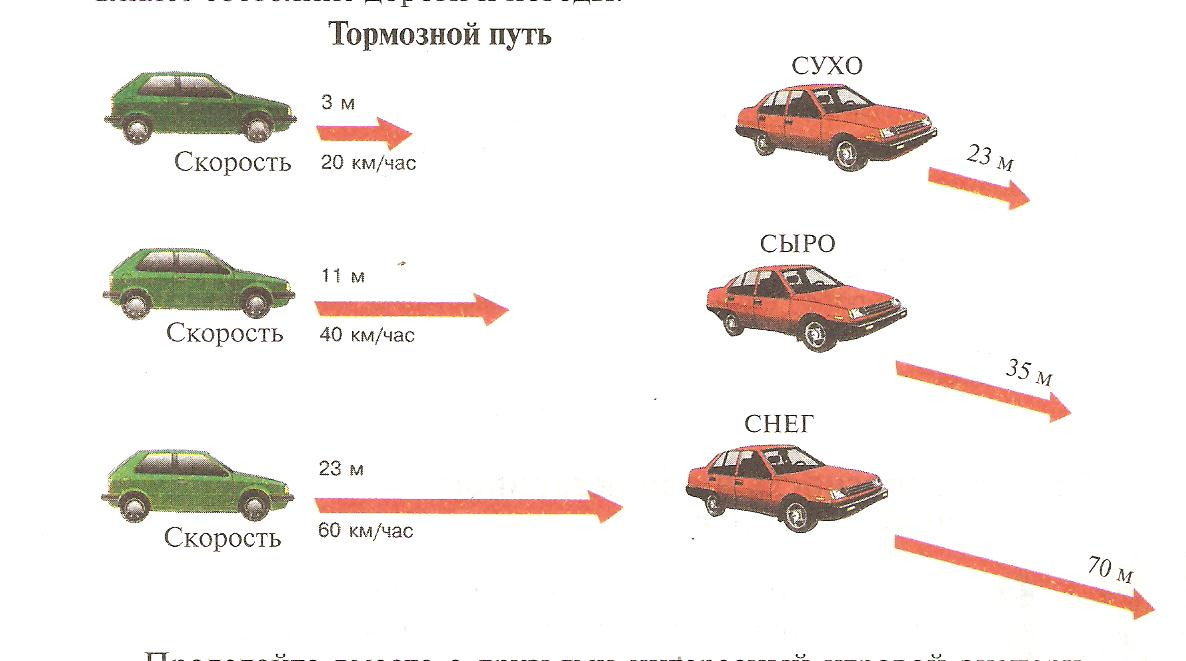 Тормозной путь
3 м
Скорость
20 км/час
11 м
Скорость
40 км/час
23 м
Скорость
60 км/час
СУХО
23 м
СЫРО
35 м
СНЕГ
70 м